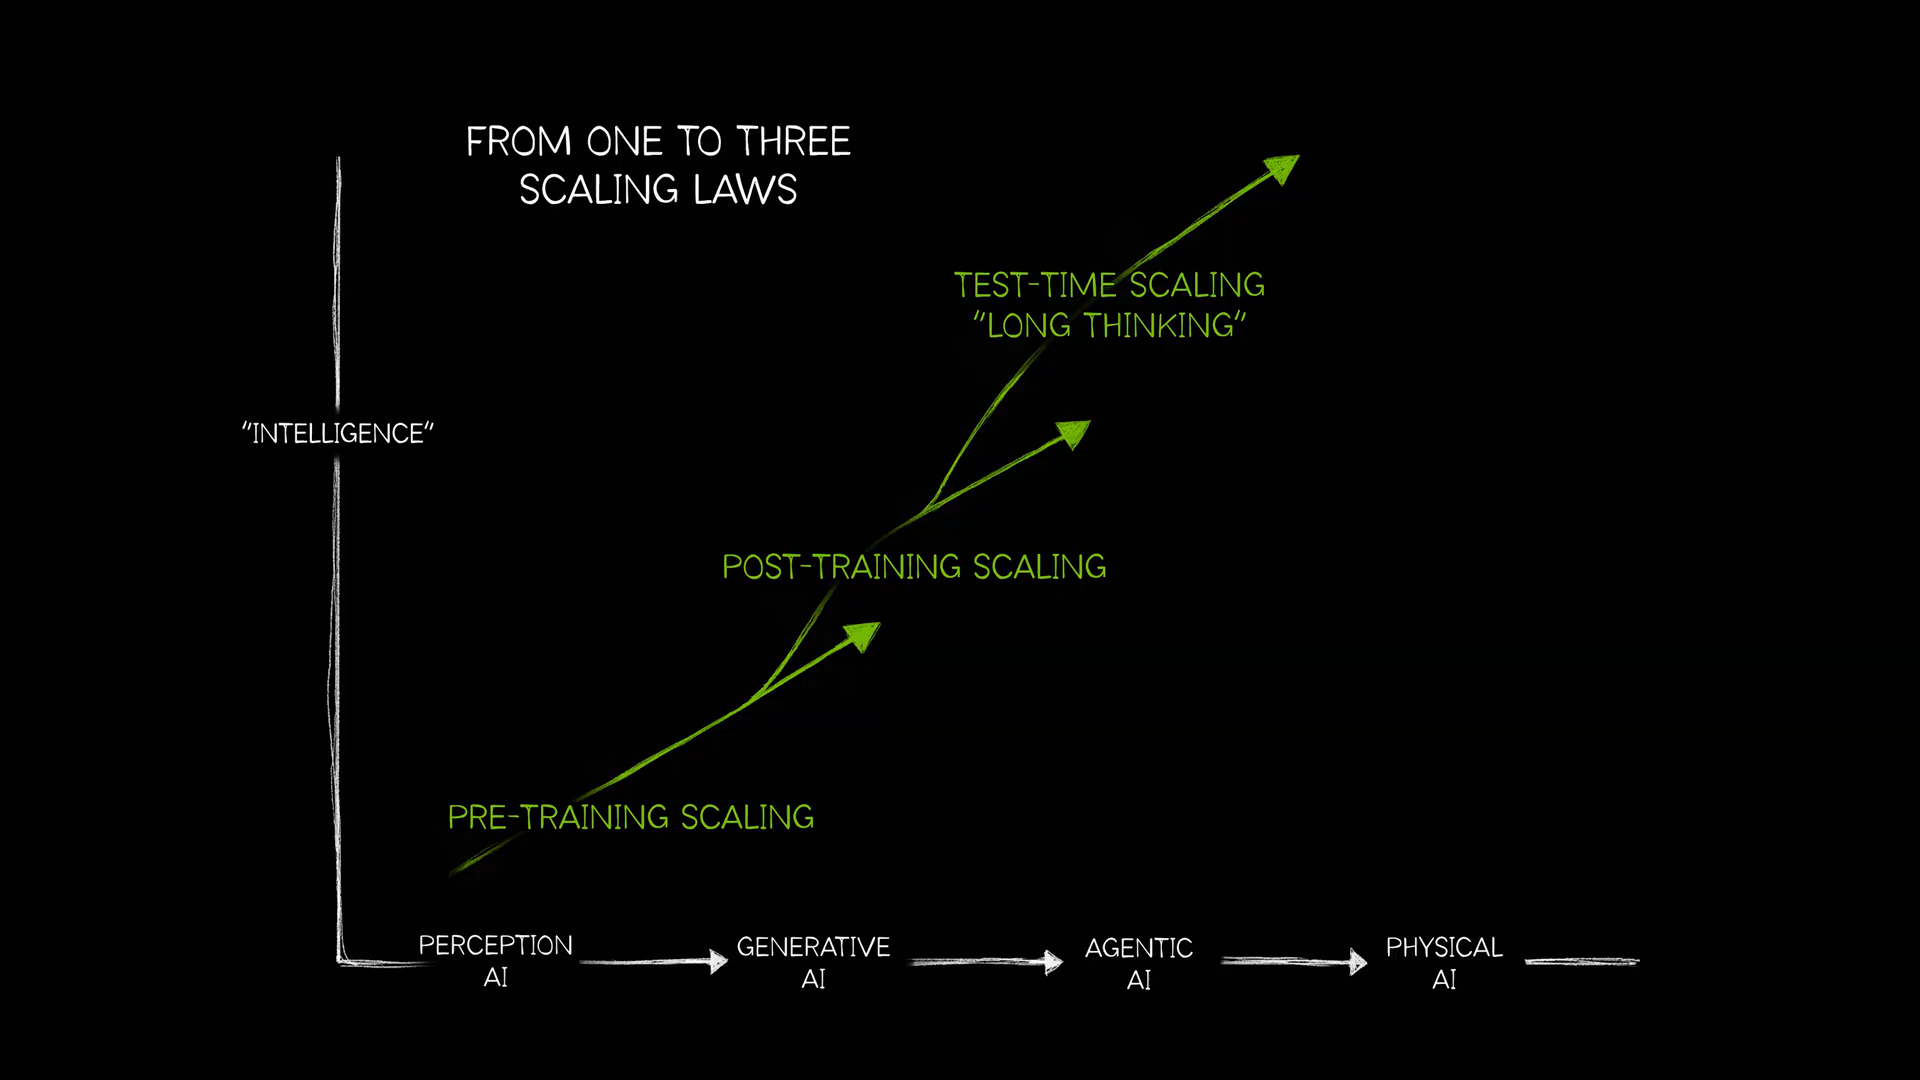 FROM ONE TO THREE
SCALING LAWS
TEST-TIME SCALING
"LONG THINKING"
"INTELLIGENCE"
POST-TRAINING SCALING
PRE-TRAINING SCALING
PERCEPTION
AI
GENERATIVE
AI
AGENTIC
AI
PHYSICAL
AI